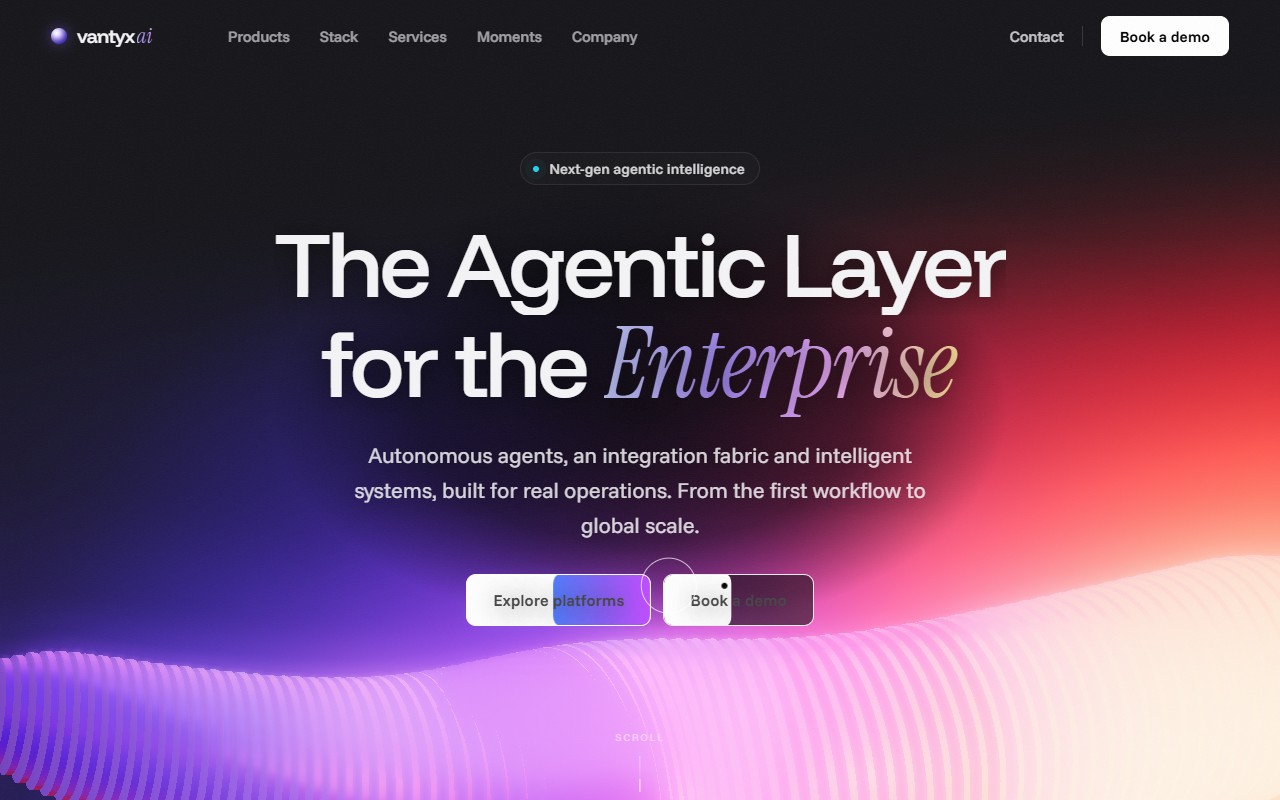 vantyx ai
Products
Stack
Services
Moments
Company
Contact
Book a demo
Next-gen agentic intelligence
The Agentic Layer
for the Enterprise
Autonomous agents, an integration fabric and intelligent
systems, built for real operations. From the first workflow to
global scale.
Explore platforms
Book a demo
SCROLL